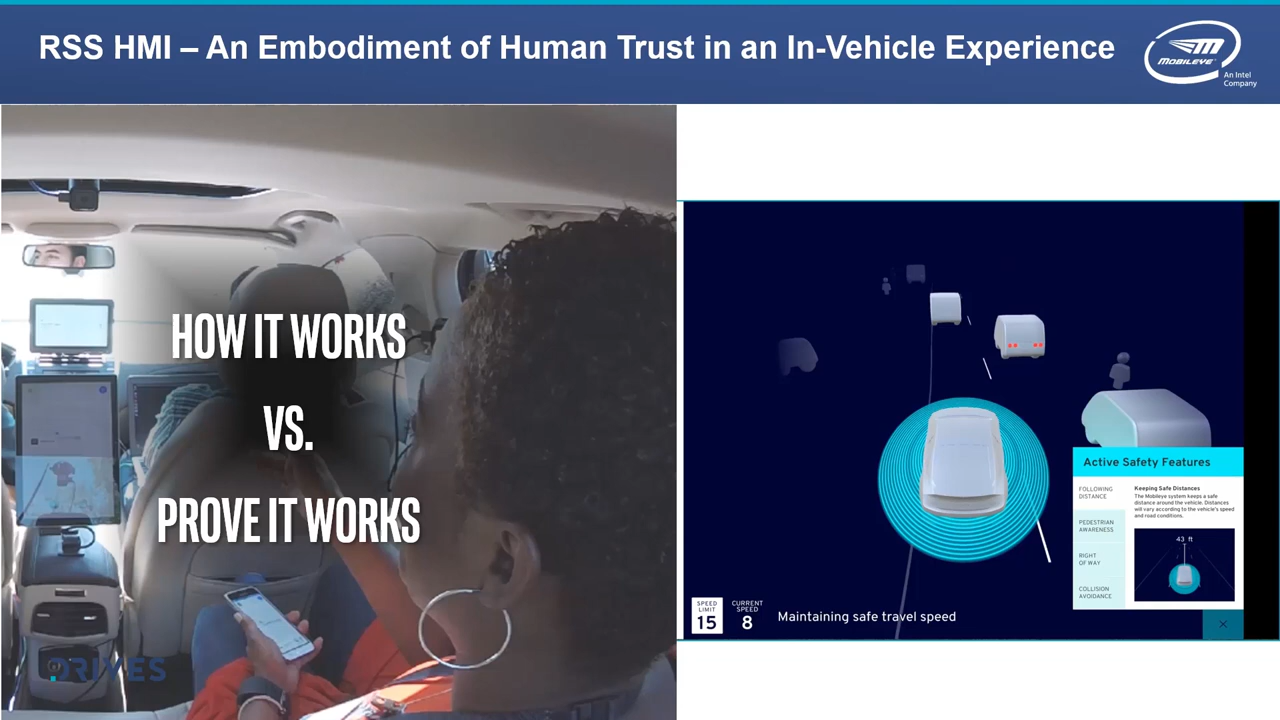 RSS HMI – An Embodiment of Human Trust in an In-Vehicle Experience
MOBILEYE
An Intel
Company
HOW IT WORKS
VS.
PROVE IT WORKS
DRIVES
SPEED
LIMIT
15
CURRENT
SPEED
8
Maintaining safe travel speed
Active Safety Features
FOLLOWING
DISTANCE
PEDESTRIAN
AWARENESS
RIGHT
OF WAY
COLLISION
AVOIDANCE
Keeping Safe Distances
The Mobileye system keeps a safe
distance around the vehicle. Distances
will vary according to the vehicle's speed
and road conditions.
43 ft